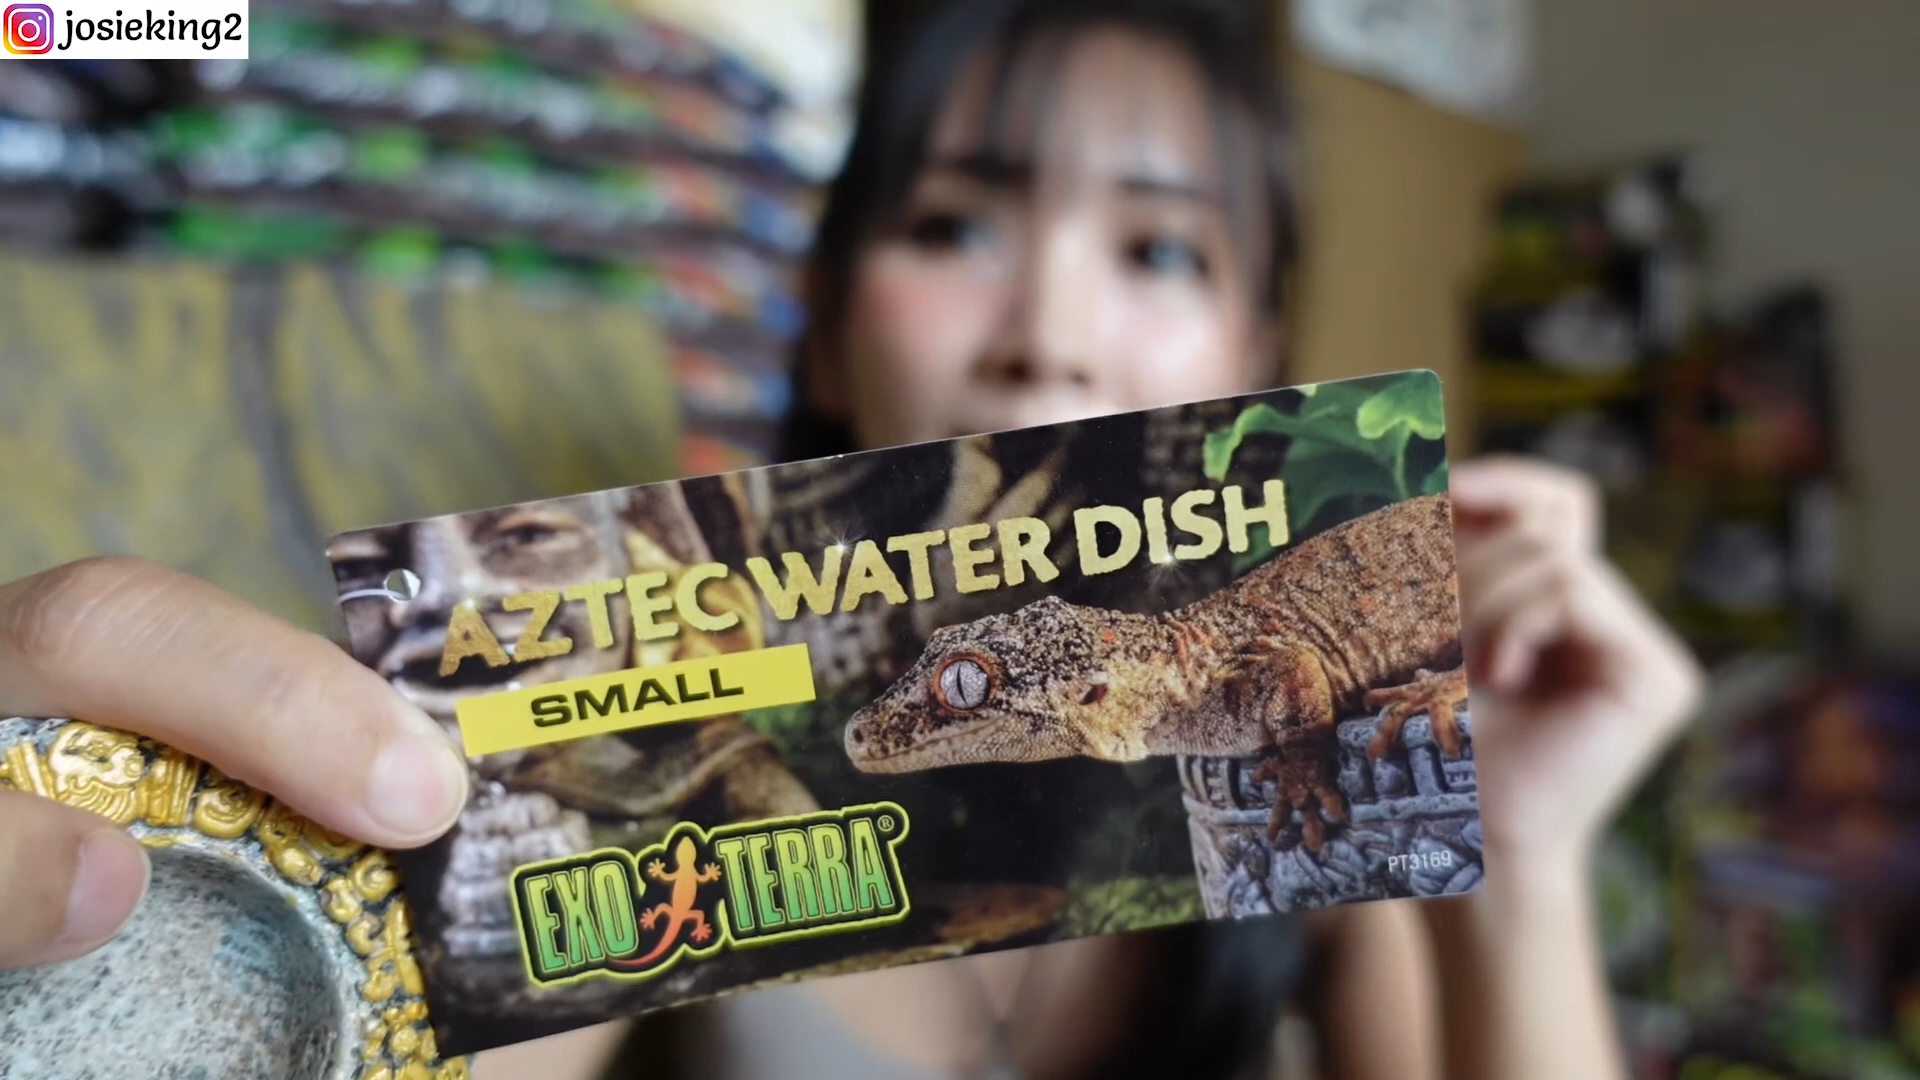 josieking2
AZTEC WATER DISH
SMALL
EXO TERRA®
PT3169